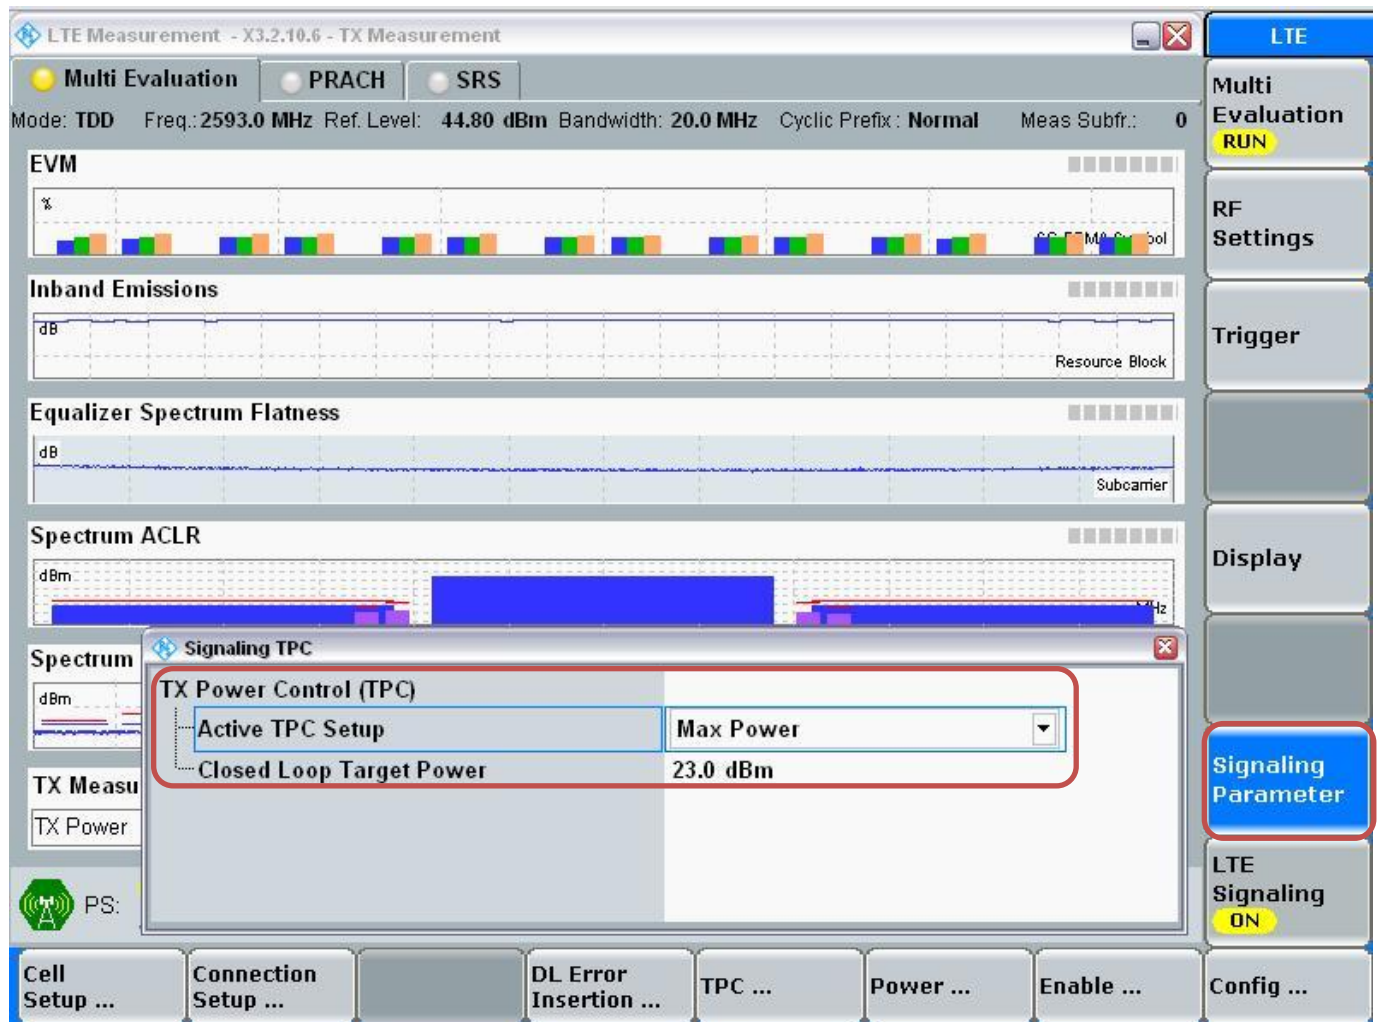 LTE Measurement - X3.2.10.6 - TX Measurement
LTE
Multi Evaluation
PRACH
SRS
Mode: TDD Freq.: 2593.0 MHz Ref. Level: 44.80 dBm Bandwidth: 20.0 MHz Cyclic Prefix: Normal Meas Subfr.: 0
Multi
Evaluation
RUN
EVM
%
RF
Settings
Inband Emissions
dB
Resource Block
Trigger
Equalizer Spectrum Flatness
dB
Subcarrier
Spectrum ACLR
dBm
Display
Signaling TPC
Spectrum
dBm
TX Power Control (TPC)
Active TPC Setup Max Power
Closed Loop Target Power 23.0 dBm
Signaling
Parameter
TX Measu
TX Power
PS:
LTE
Signaling
ON
Cell
Setup ...
Connection
Setup ...
DL Error
Insertion ...
TPC ...
Power ...
Enable ...
Config ...